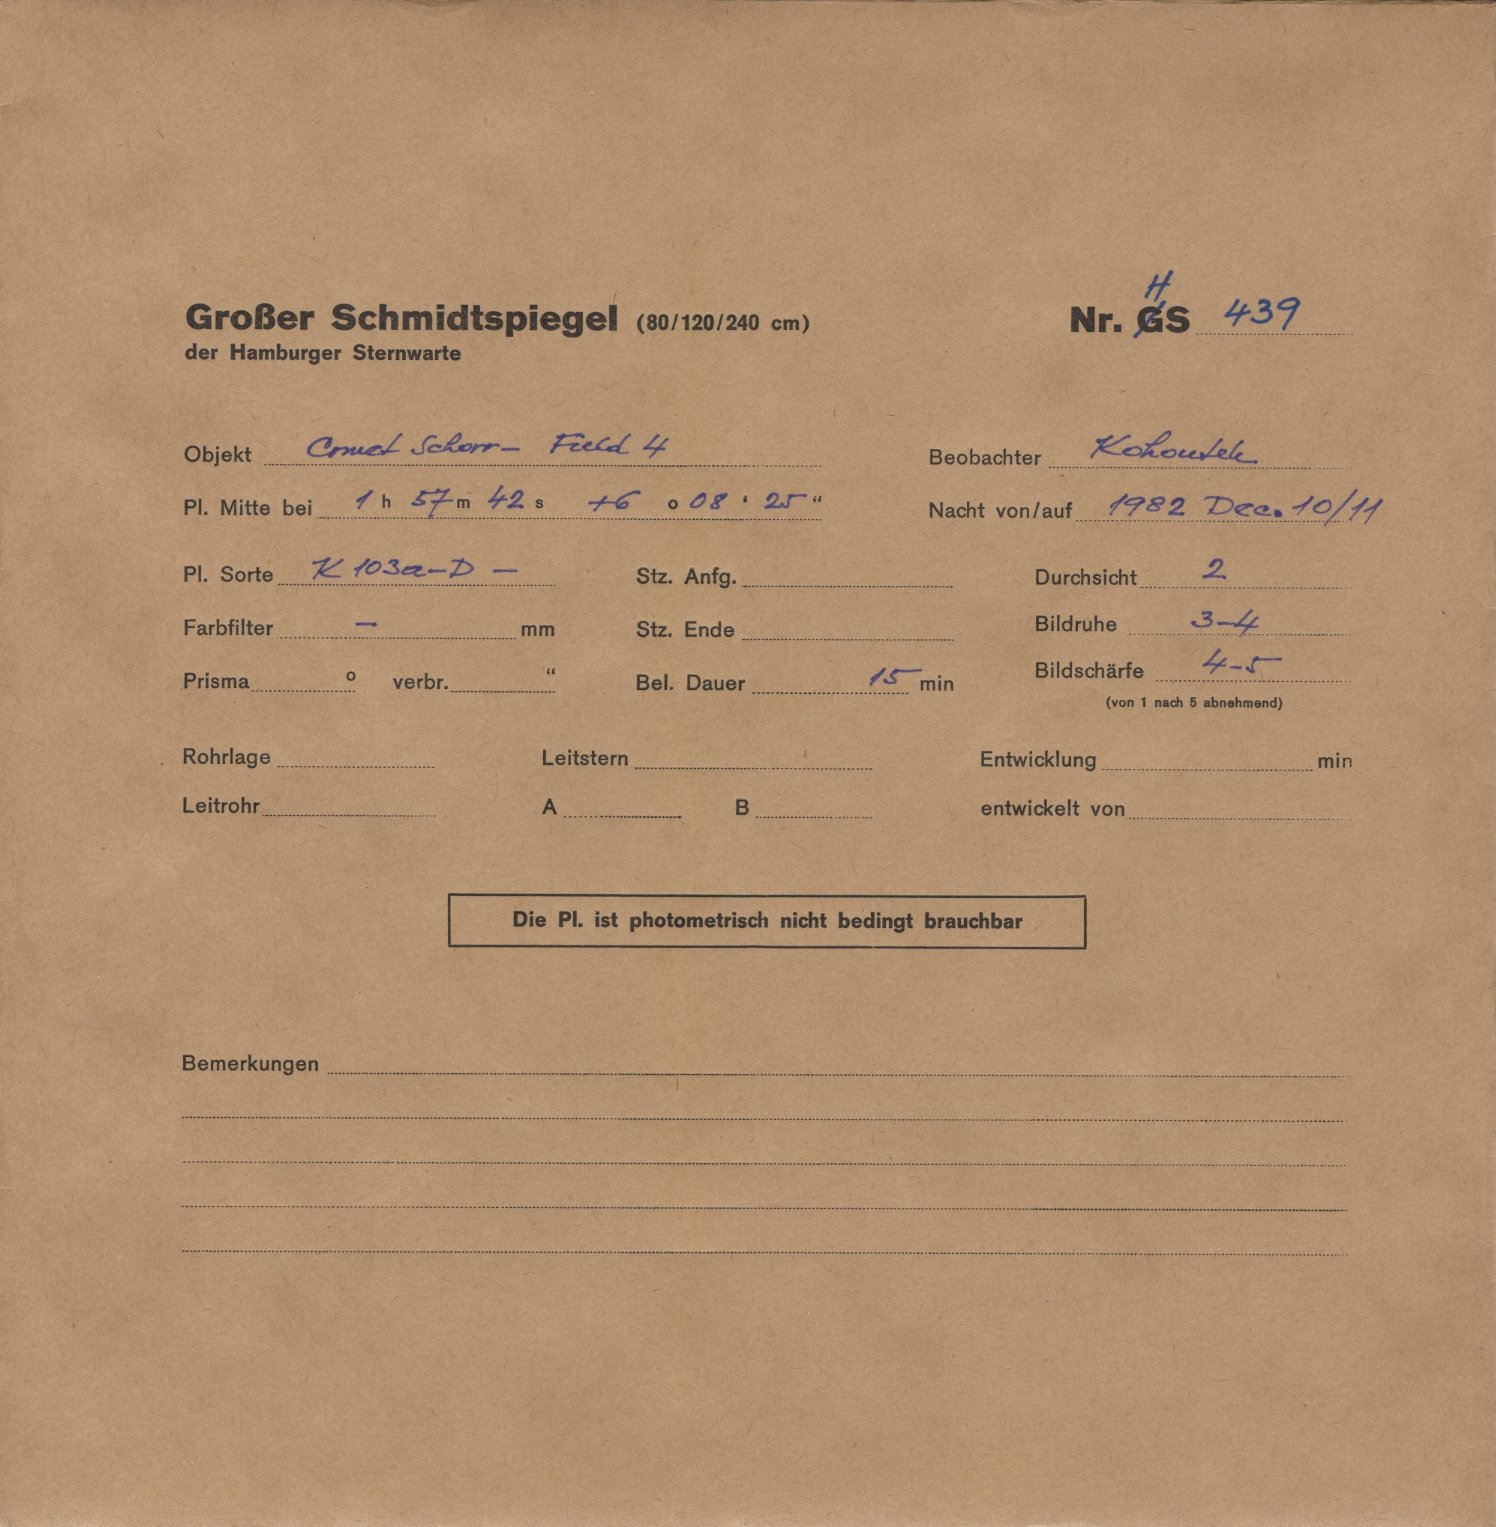 Großer Schmidtspiegel (80/120/240 cm)
der Hamburger Sternwarte
H
Nr. GS 439
Objekt Comet Schorr – Field 4
Beobachter Kohoutek
Pl. Mitte bei 1 h 57 m 42 s +6 o 08 ' 25 “
Nacht von/auf 1982 Dec. 10/11
Pl. Sorte K 103a-D –
Stz. Anfg.
Durchsicht 2
Farbfilter – mm
Stz. Ende
Bildruhe 3-4
Prisma o verbr. “
Bel. Dauer 15 min
Bildschärfe 4-5
(von 1 nach 5 abnehmend)
Rohrlage
Leitstern
Entwicklung min
Leitrohr
A B
entwickelt von
Die Pl. ist photometrisch nicht bedingt brauchbar
Bemerkungen